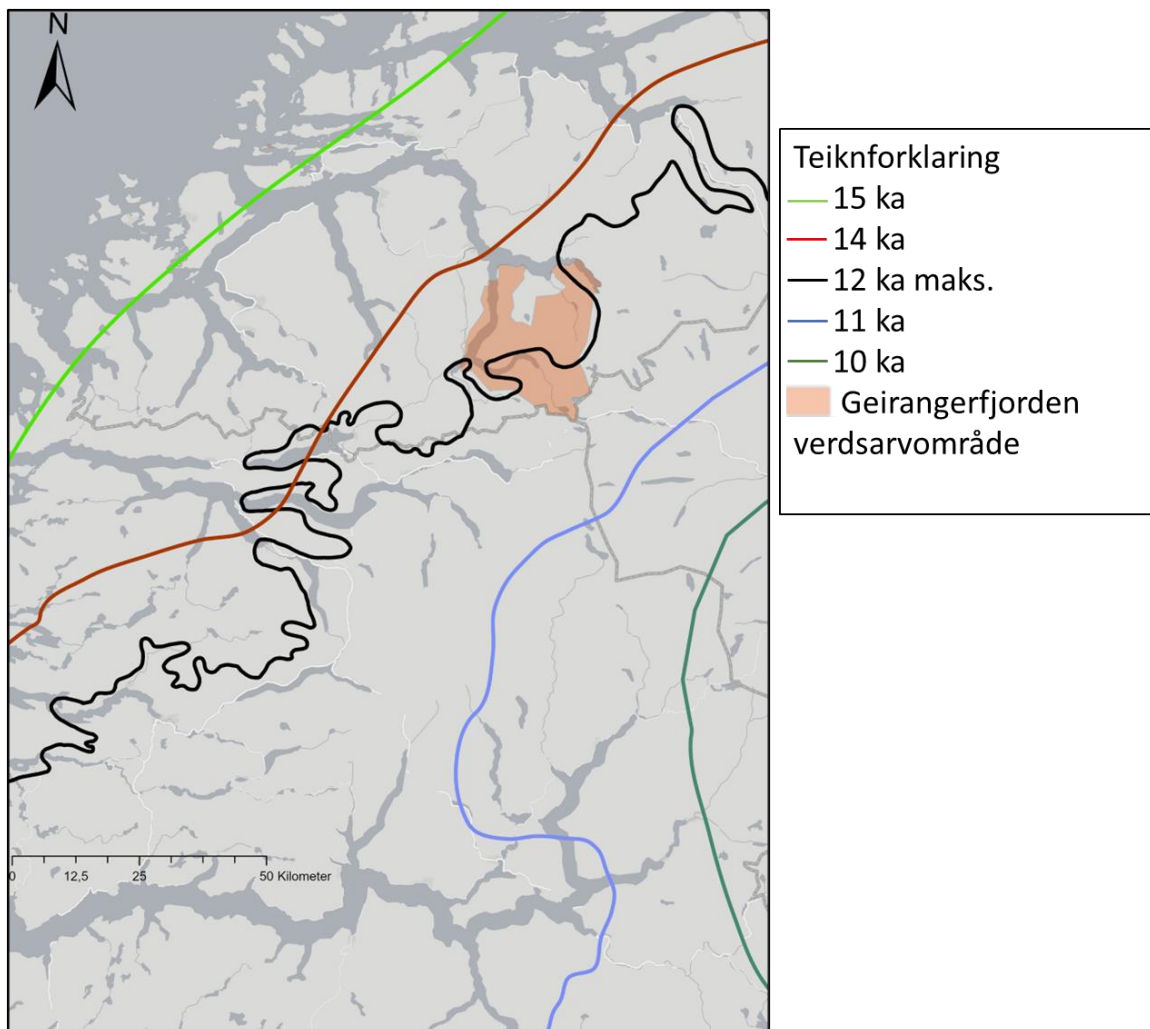 N
Teiknforklaring
15 ka
14 ka
12 ka maks.
11 ka
10 ka
Geirangerfjorden
verdsarvområde
0 12,5 25 50 Kilometer